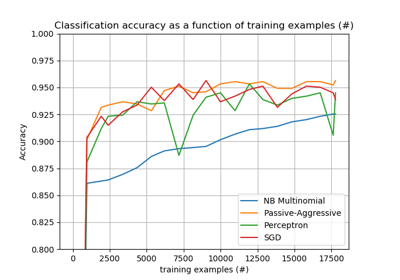 Classification accuracy as a function of training examples (#)
1.000
0.975
0.950
0.925
0.900
0.875
0.850
0.825
0.800
Accuracy
NB Multinomial
Passive-Aggressive
Perceptron
SGD
0 2500 5000 7500 10000 12500 15000 17500
training examples (#)